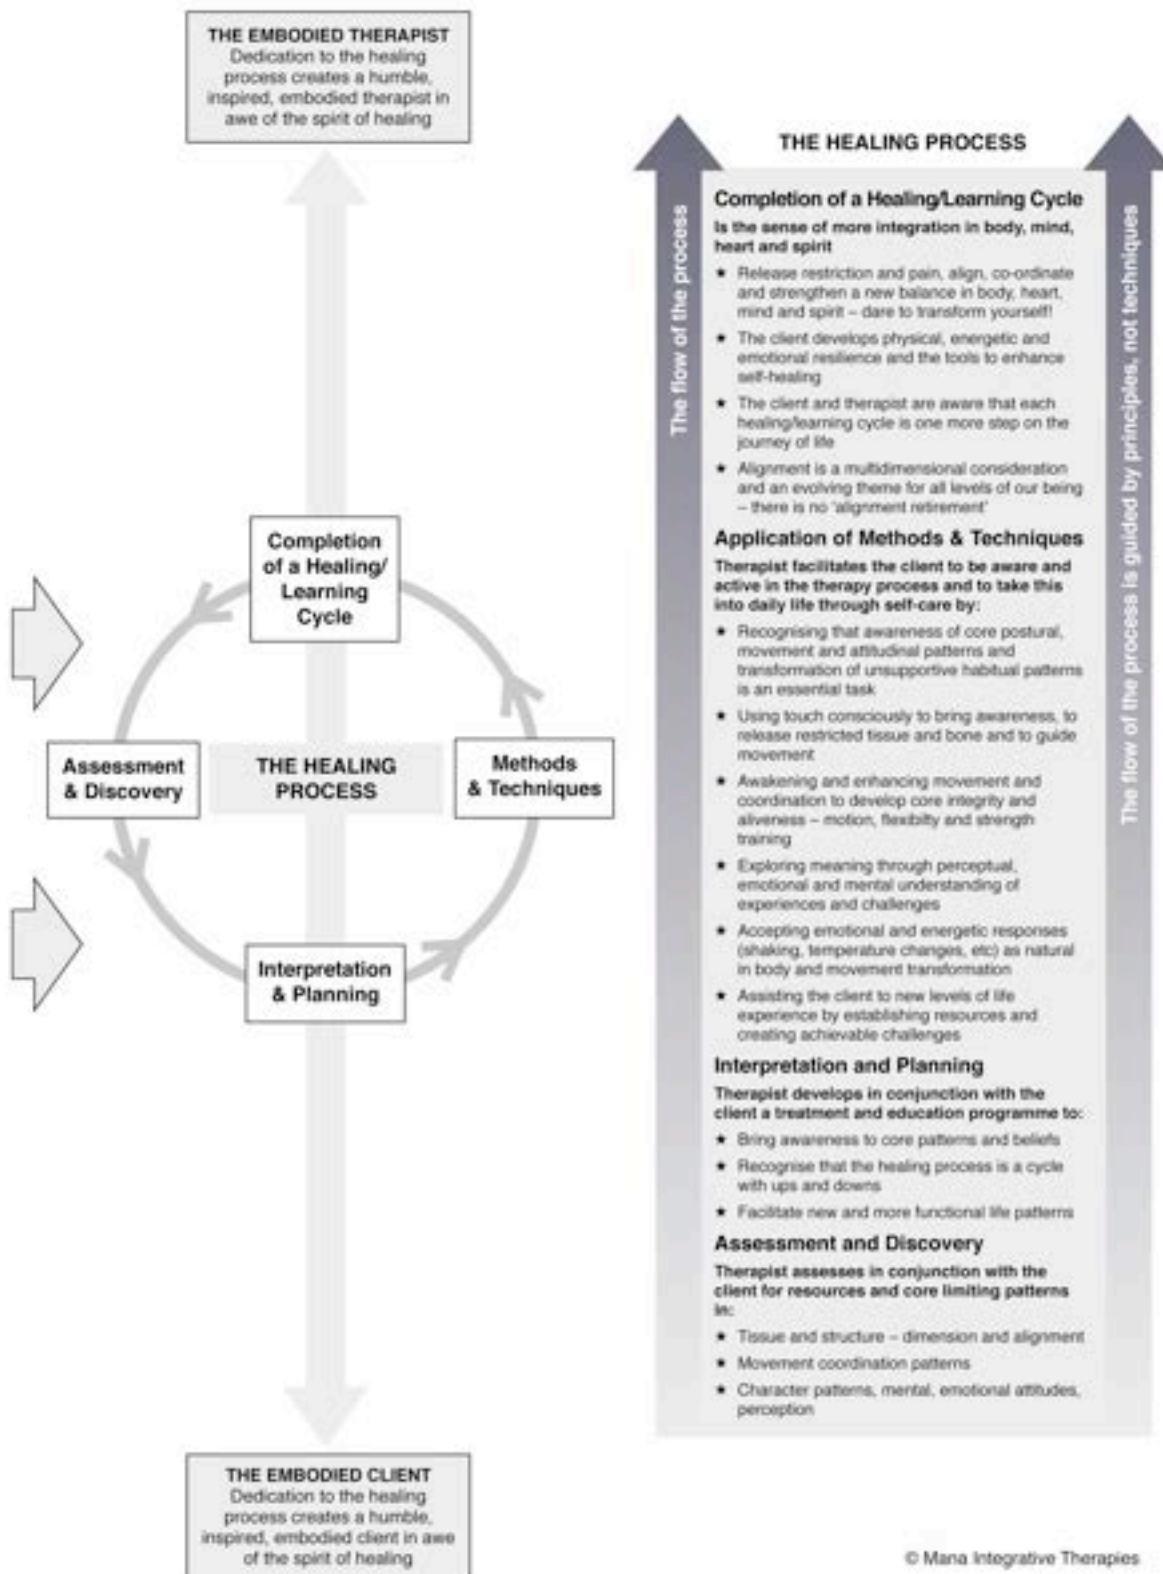 THE EMBODIED THERAPIST
Dedication to the healing
process creates a humble,
inspired, embodied therapist in
awe of the spirit of healing
Completion
of a Healing/
Learning
Cycle
Assessment
& Discovery
THE HEALING
PROCESS
Methods
& Techniques
Interpretation
& Planning
THE EMBODIED CLIENT
Dedication to the healing
process creates a humble,
inspired, embodied client in awe
of the spirit of healing
THE HEALING PROCESS
The flow of the process
Completion of a Healing/Learning Cycle
Is the sense of more integration in body, mind,
heart and spirit
★ Release restriction and pain, align, co-ordinate
and strengthen a new balance in body, heart,
mind and spirit – dare to transform yourself!
★ The client develops physical, energetic and
emotional resilience and the tools to enhance
self-healing
★ The client and therapist are aware that each
healing/learning cycle is one more step on the
journey of life
★ Alignment is a multidimensional consideration
and an evolving theme for all levels of our being
– there is no 'alignment retirement'
Application of Methods & Techniques
Therapist facilitates the client to be aware and
active in the therapy process and to take this
into daily life through self-care by:
★ Recognising that awareness of core postural,
movement and attitudinal patterns and
transformation of unsupportive habitual patterns
is an essential task
★ Using touch consciously to bring awareness, to
release restricted tissue and bone and to guide
movement
★ Awakening and enhancing movement and
coordination to develop core integrity and
aliveness – motion, flexibilty and strength
training
★ Exploring meaning through perceptual,
emotional and mental understanding of
experiences and challenges
★ Accepting emotional and energetic responses
(shaking, temperature changes, etc) as natural
in body and movement transformation
★ Assisting the client to new levels of life
experience by establishing resources and
creating achievable challenges
Interpretation and Planning
Therapist develops in conjunction with the
client a treatment and education programme to:
★ Bring awareness to core patterns and beliefs
★ Recognise that the healing process is a cycle
with ups and downs
★ Facilitate new and more functional life patterns
Assessment and Discovery
Therapist assesses in conjunction with the
client for resources and core limiting patterns
in:
★ Tissue and structure – dimension and alignment
★ Movement coordination patterns
★ Character patterns, mental, emotional attitudes,
perception
The flow of the process is guided by principles, not techniques
© Mana Integrative Therapies